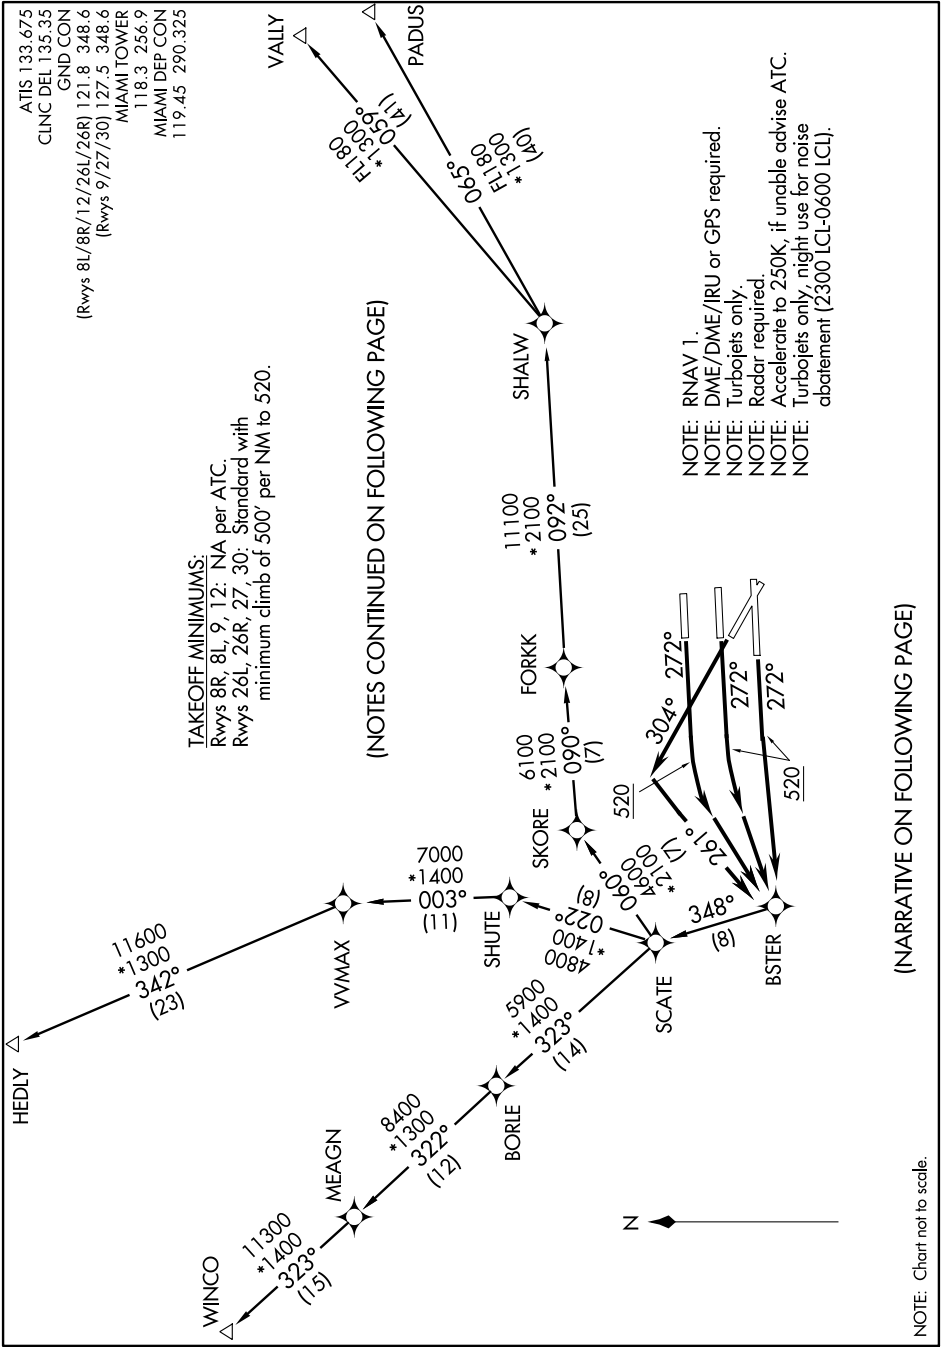 ATIS 133.675
CLNC DEL 135.35
GND CON
(Rwys 8L/8R/12/26L/26R) 121.8 348.6
(Rwys 9/27/30) 127.5 348.6
MIAMI TOWER
118.3 256.9
MIAMI DEP CON
119.45 290.325
VALLY
PADUS
FL180
*1300
059°
(41)
065°
FL180
*1300
(40)
TAKEOFF MINIMUMS:
Rwys 8R, 8L, 9, 12: NA per ATC.
Rwys 26L, 26R, 27, 30: Standard with
minimum climb of 500' per NM to 520.
(NOTES CONTINUED ON FOLLOWING PAGE)
SHALW
11100
*2100
092°
(25)
FORKK
6100
*2100
090°
(7)
SKORE
NOTE: RNAV 1.
NOTE: DME/DME/IRU or GPS required.
NOTE: Turbojets only.
NOTE: Radar required.
NOTE: Accelerate to 250K, if unable advise ATC.
NOTE: Turbojets only, night use for noise
abatement (2300 LCL-0600 LCL).
272°
304°
272°
272°
520
520
261°
(7)
060°
4600
*2100
(8)
348°
(8)
BSTER
SCATE
022°
*1400
4800
SHUTE
7000
*1400
003°
(11)
VVMAX
11600
*1300
342°
(23)
HEDLY
5900
*1400
323°
(14)
BORLE
8400
*1300
322°
(12)
MEAGN
11300
*1400
323°
(15)
WINCO
N
(NARRATIVE ON FOLLOWING PAGE)
NOTE: Chart not to scale.